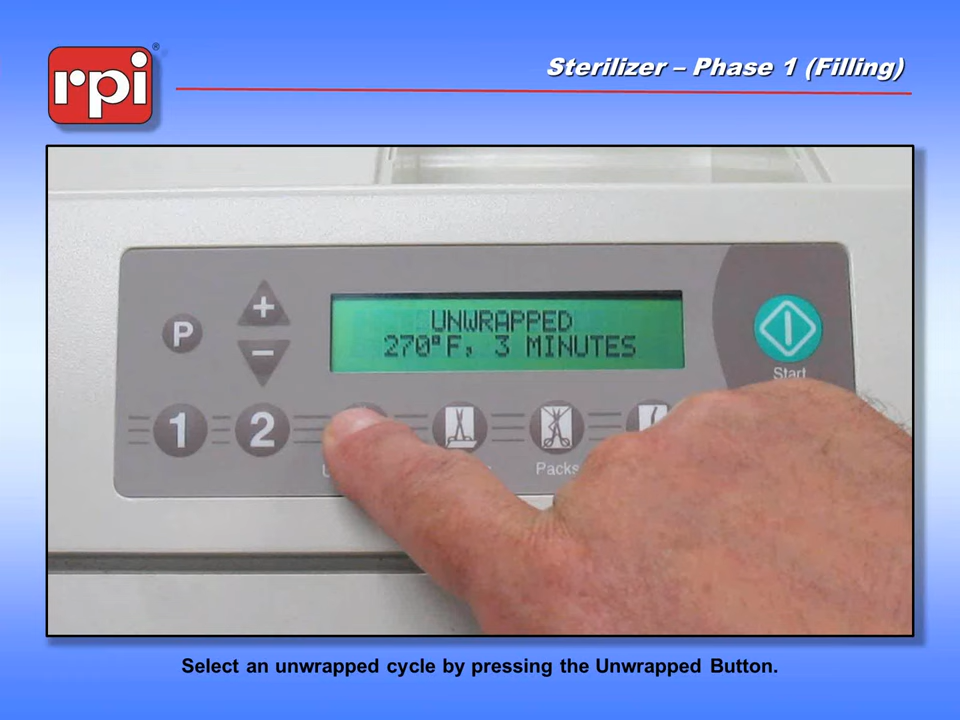 rpi®
Sterilizer – Phase 1 (Filling)
P
+
−
UNWRAPPED
270°F, 3 MINUTES
Start
1
2
Packs
Select an unwrapped cycle by pressing the Unwrapped Button.